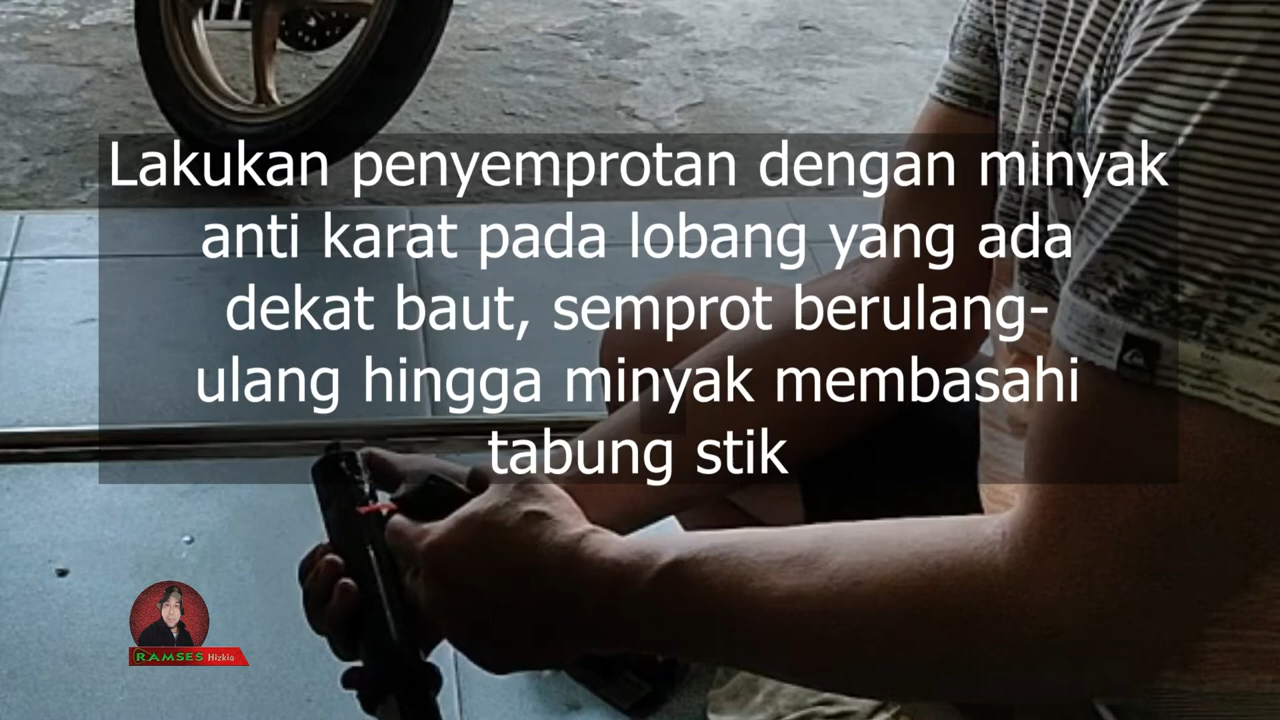 Lakukan penyemprotan dengan minyak
anti karat pada lobang yang ada
dekat baut, semprot berulang-
ulang hingga minyak membasahi
tabung stik
RAMSES Hizkia